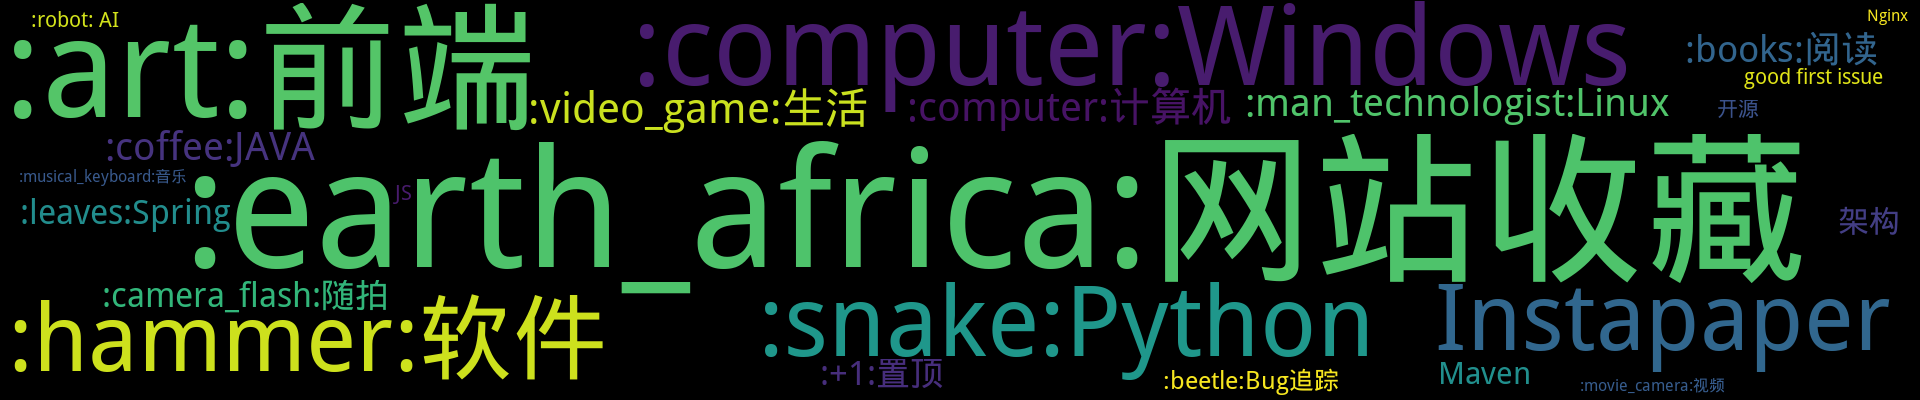 :robot: AI
:art:前端
:computer:Windows
Nginx
:books:阅读
good first issue
:video_game:生活
:computer:计算机
:man_technologist:Linux
开源
:coffee:JAVA
:musical_keyboard:音乐
:earth_africa:网站收藏
JS
:leaves:Spring
架构
:camera_flash:随拍
:hammer:软件
:snake:Python
Instapaper
:+1:置顶
:beetle:Bug追踪
Maven
:movie_camera:视频